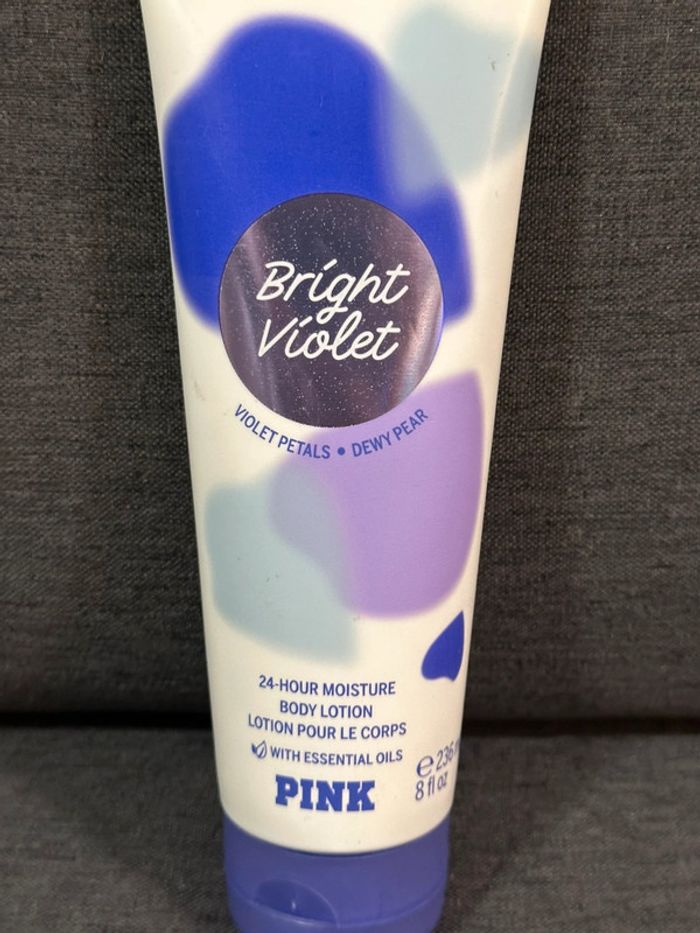 Bright
Violet
VIOLET PETALS • DEWY PEAR
24-HOUR MOISTURE
BODY LOTION
LOTION POUR LE CORPS
WITH ESSENTIAL OILS
PINK
℮ 236 m
8 fl oz